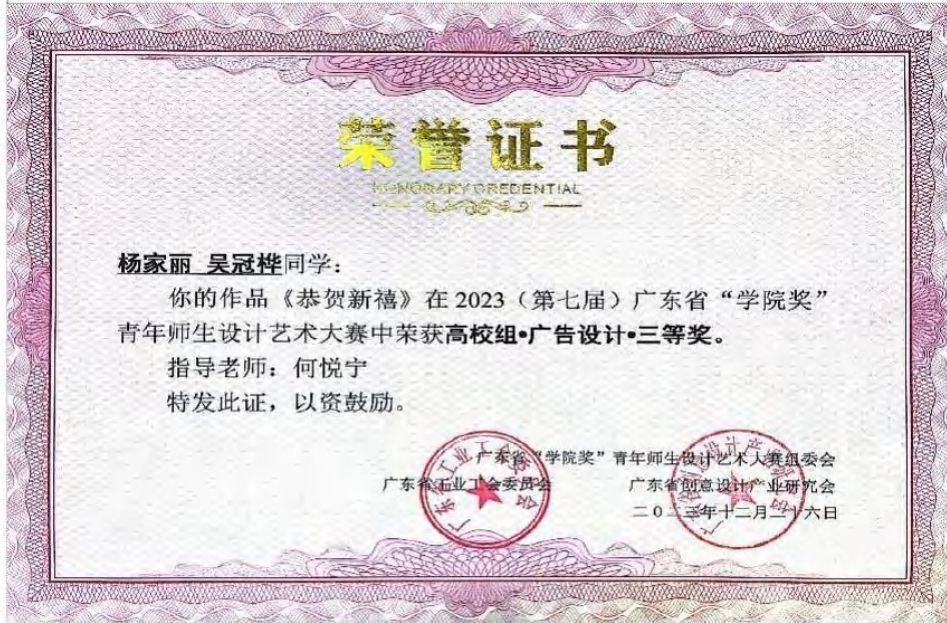 荣誉证书
HONORARY CREDENTIAL
杨家丽 吴冠桦同学：
你的作品《恭贺新禧》在2023（第七届）广东省“学院奖”
青年师生设计艺术大赛中荣获高校组•广告设计•三等奖。
指导老师：何悦宁
特发此证，以资鼓励。
广东省“学院奖”青年师生设计艺术大赛组委会
广东省工业工会委员会 广东省创意设计产业研究会
二0二三年十二月二十六日